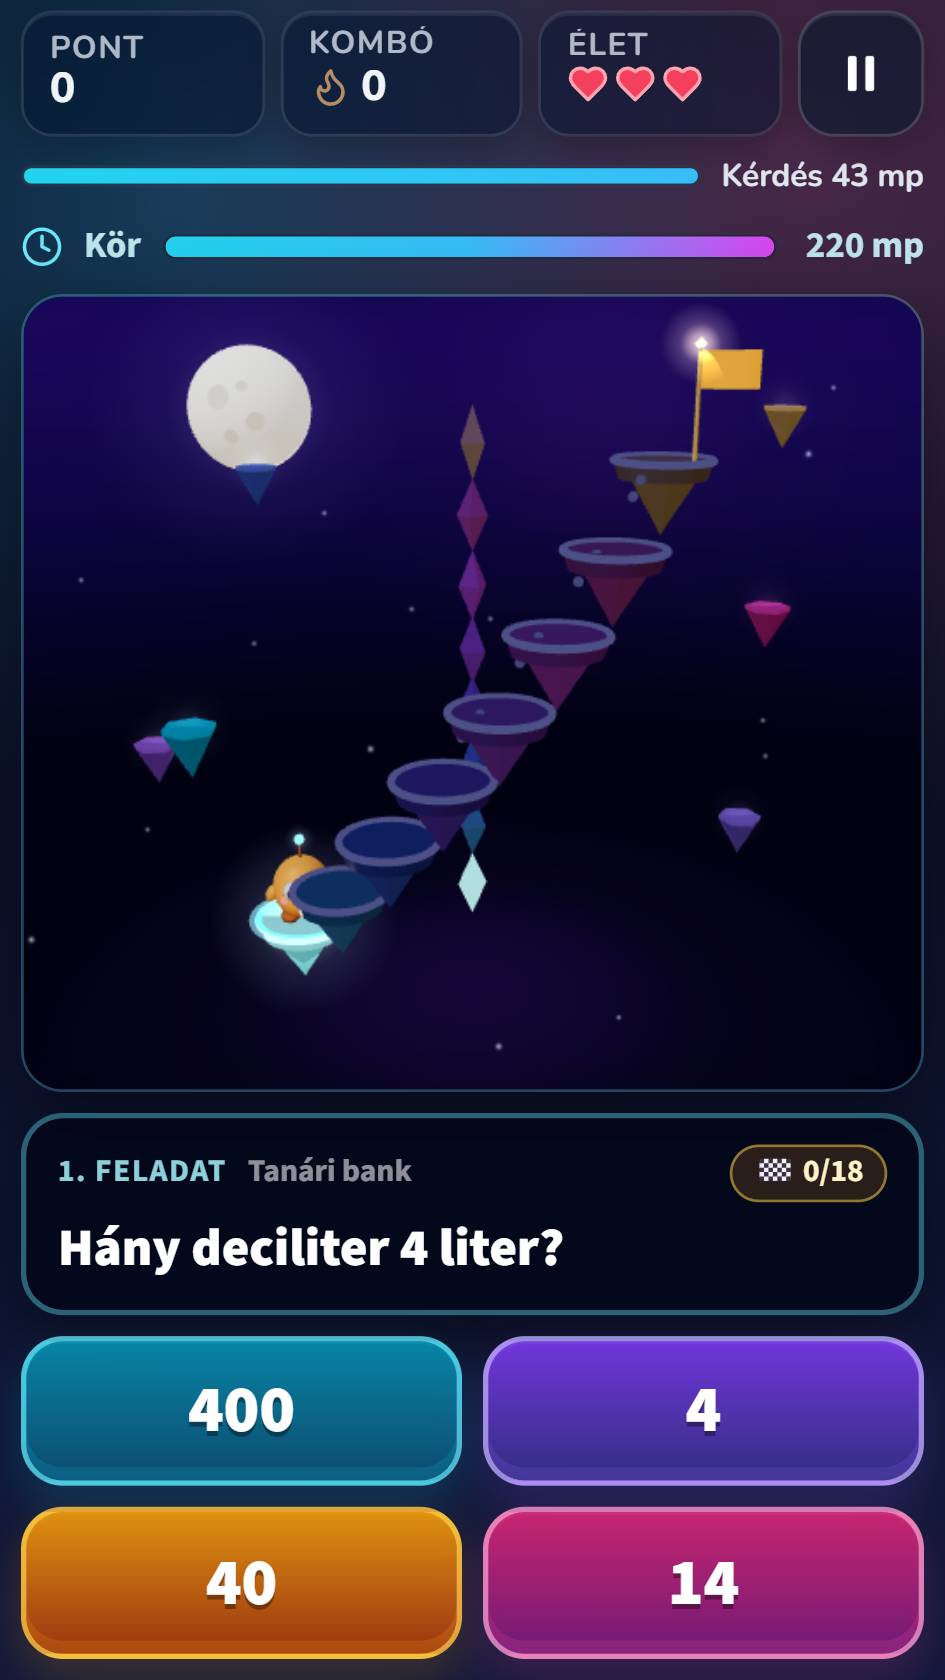 PONT
0
KOMBÓ
0
ÉLET
Kérdés 43 mp
Kör
220 mp
1. FELADAT Tanári bank
0/18
Hány deciliter 4 liter?
400
4
40
14